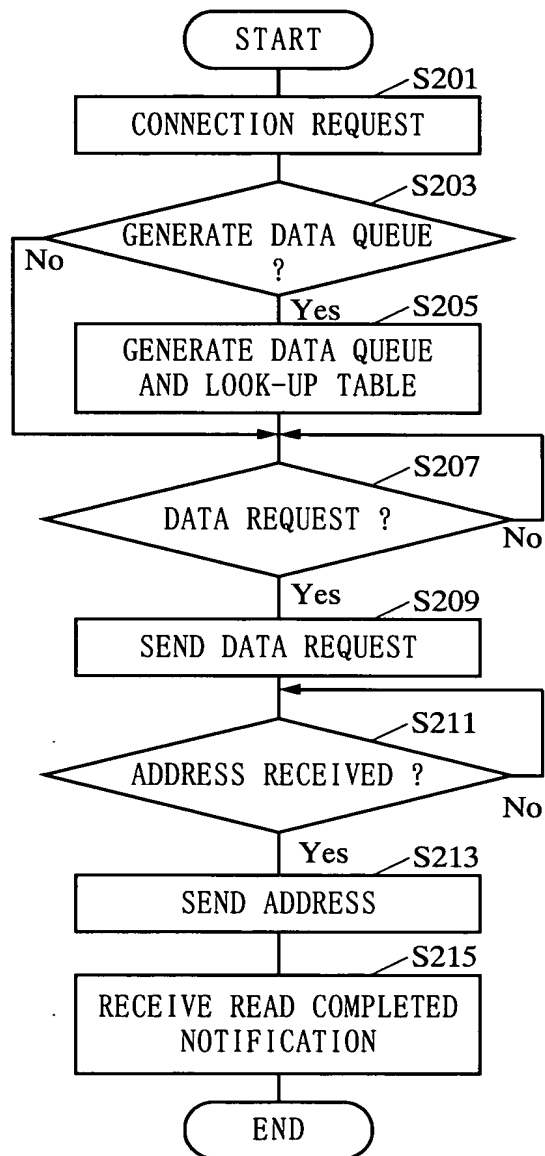 START
S201
CONNECTION REQUEST
S203
GENERATE DATA QUEUE
?
No
Yes
S205
GENERATE DATA QUEUE
AND LOOK-UP TABLE
S207
DATA REQUEST ?
No
Yes
S209
SEND DATA REQUEST
S211
ADDRESS RECEIVED ?
No
Yes
S213
SEND ADDRESS
S215
RECEIVE READ COMPLETED
NOTIFICATION
END